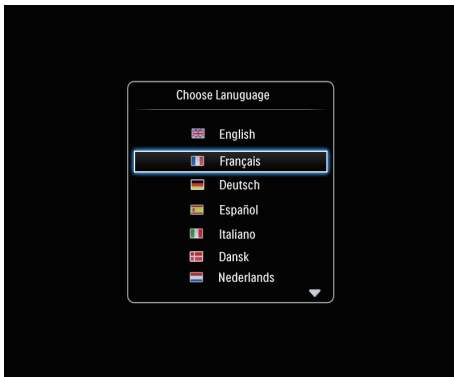 Choose Lanuguage
English
Français
Deutsch
Español
Italiano
Dansk
Nederlands